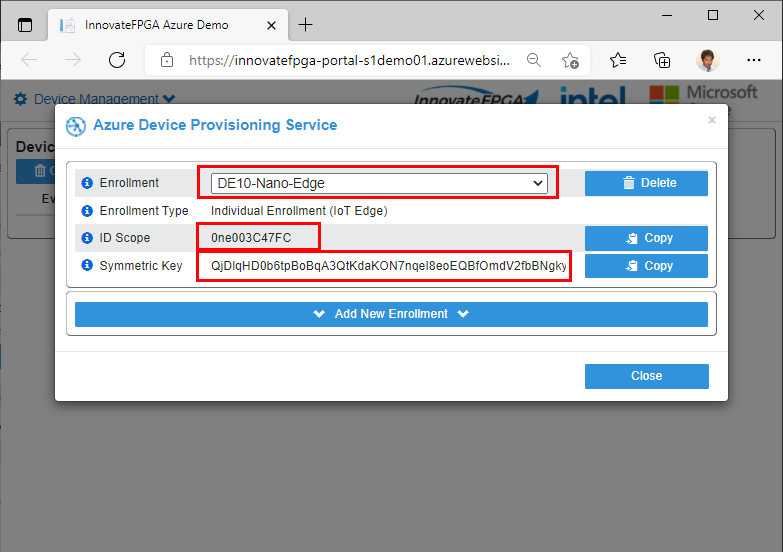 InnovateFPGA Azure Demo
https://innovatefpga-portal-s1demo01.azurewebsi...
Device Management
InnovateFPGA intel Microsoft
Devic
Azure Device Provisioning Service
Enrollment DE10-Nano-Edge Delete
Enrollment Type Individual Enrollment (IoT Edge)
ID Scope 0ne003C47FC Copy
Symmetric Key Copy
Add New Enrollment
Close